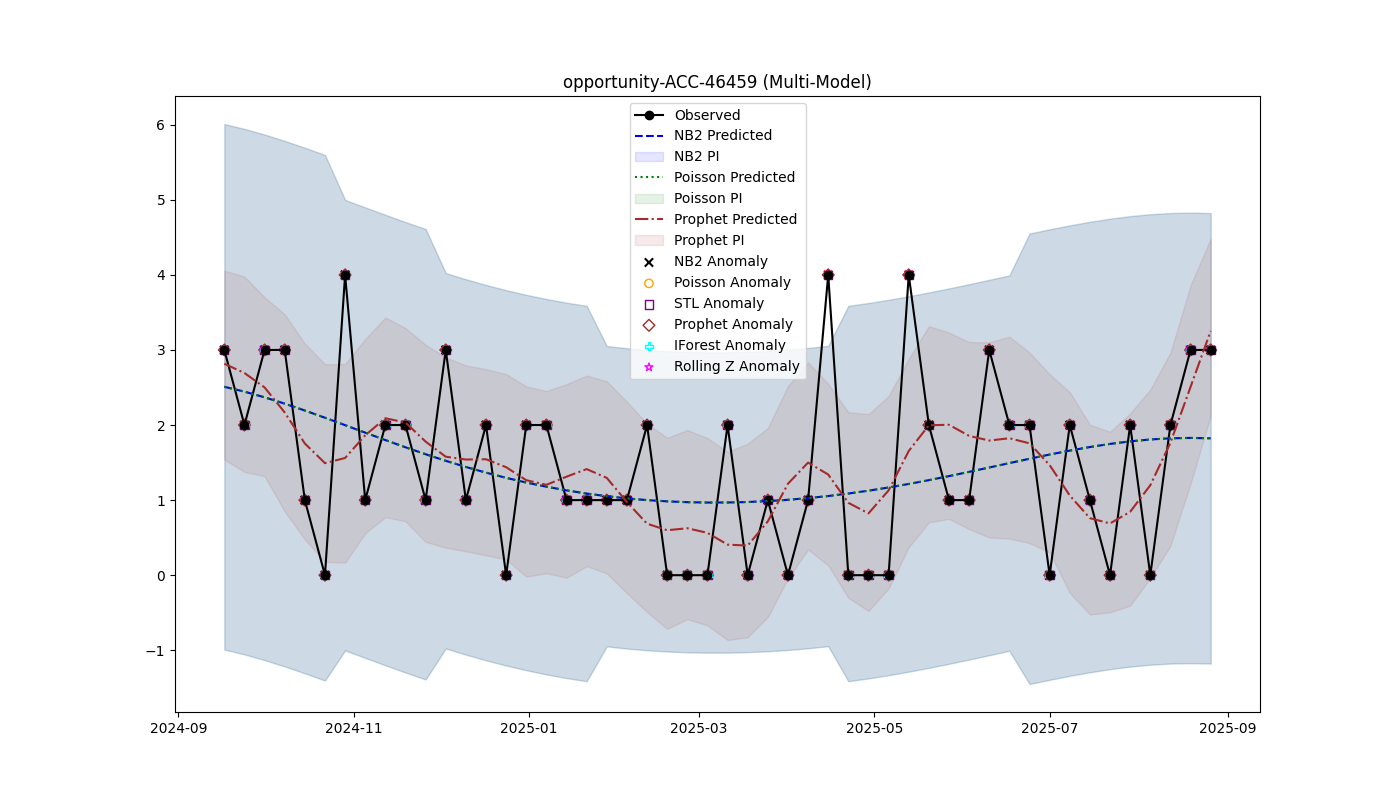 opportunity-ACC-46459 (Multi-Model)
Observed
NB2 Predicted
NB2 PI
Poisson Predicted
Poisson PI
Prophet Predicted
Prophet PI
NB2 Anomaly
Poisson Anomaly
STL Anomaly
Prophet Anomaly
IForest Anomaly
Rolling Z Anomaly
6
5
4
3
2
1
0
−1
2024-09
2024-11
2025-01
2025-03
2025-05
2025-07
2025-09